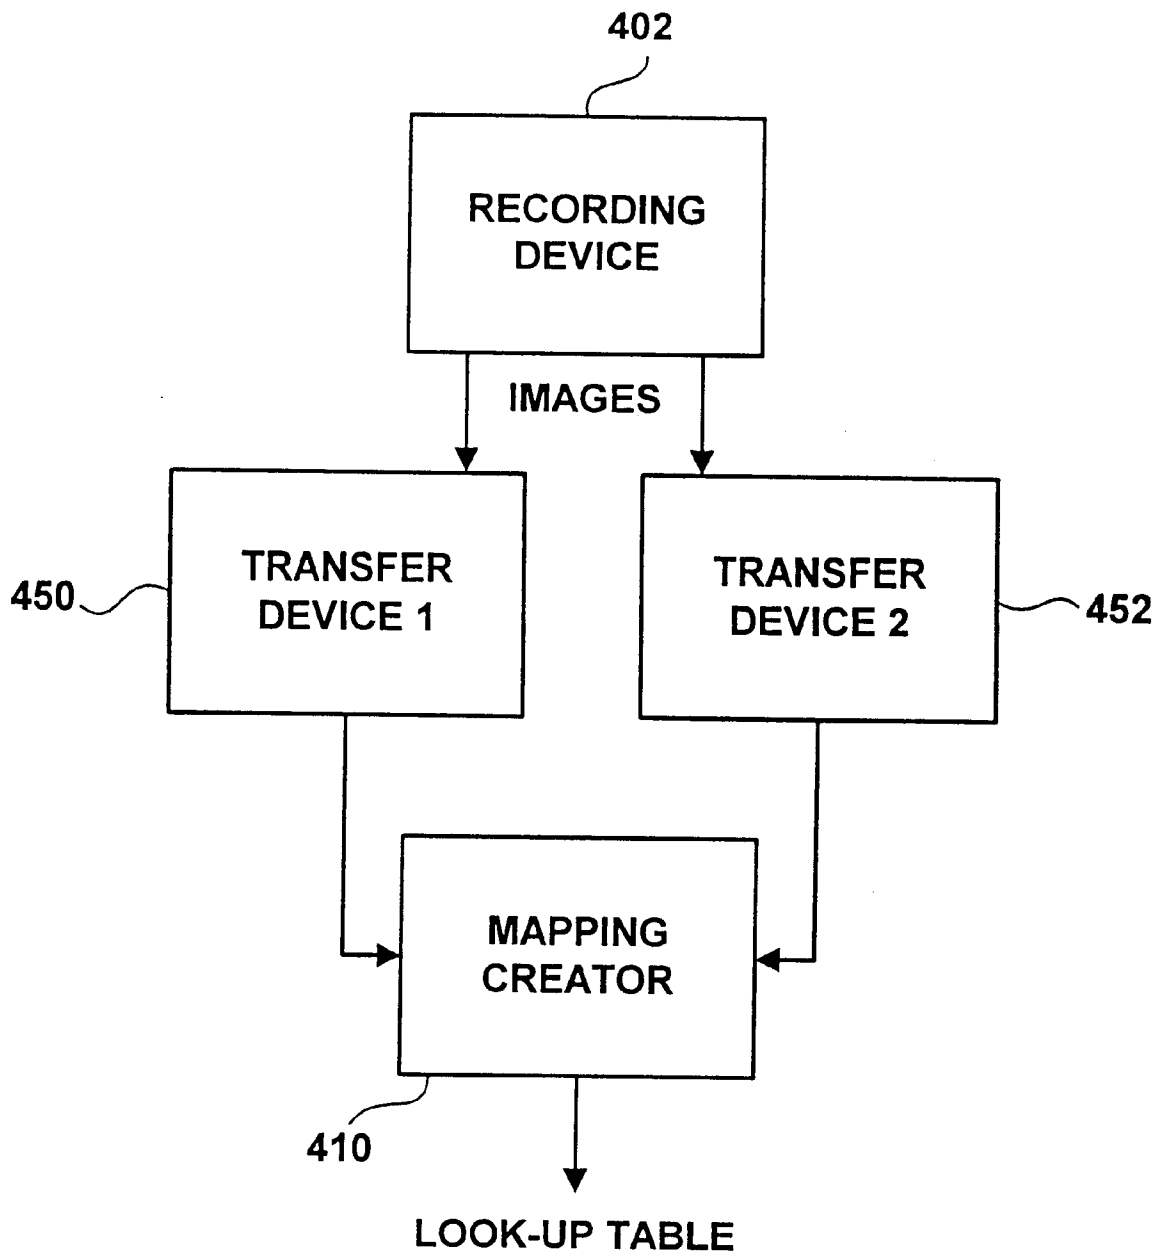 402
RECORDING
DEVICE
IMAGES
TRANSFER
DEVICE 1
TRANSFER
DEVICE 2
450
452
MAPPING
CREATOR
410
LOOK-UP TABLE